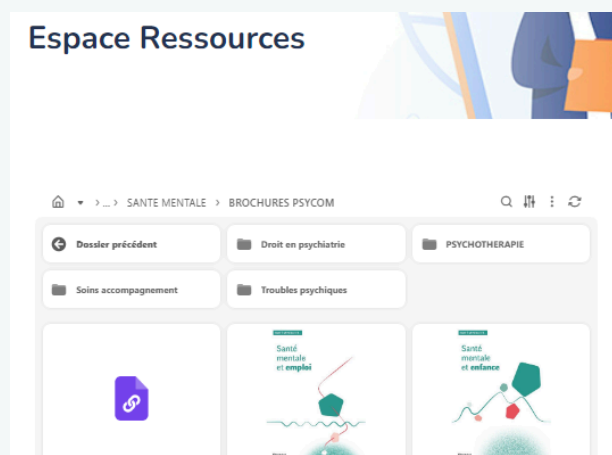 Espace Ressources
> ... > SANTE MENTALE > BROCHURES PSYCOM
Dossier précédent
Droit en psychiatrie
PSYCHOTHERAPIE
Soins accompagnement
Troubles psychiques
Santé
mentale
et emploi
Santé
mentale
et enfance